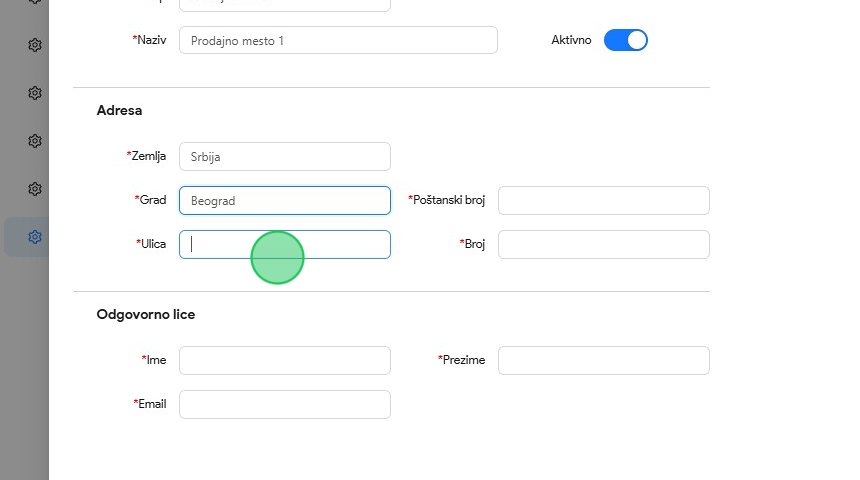 *Naziv Prodajno mesto 1 Aktivno
Adresa
*Zemlja Srbija
*Grad Beograd *Poštanski broj
*Ulica *Broj
Odgovorno lice
*Ime *Prezime
*Email